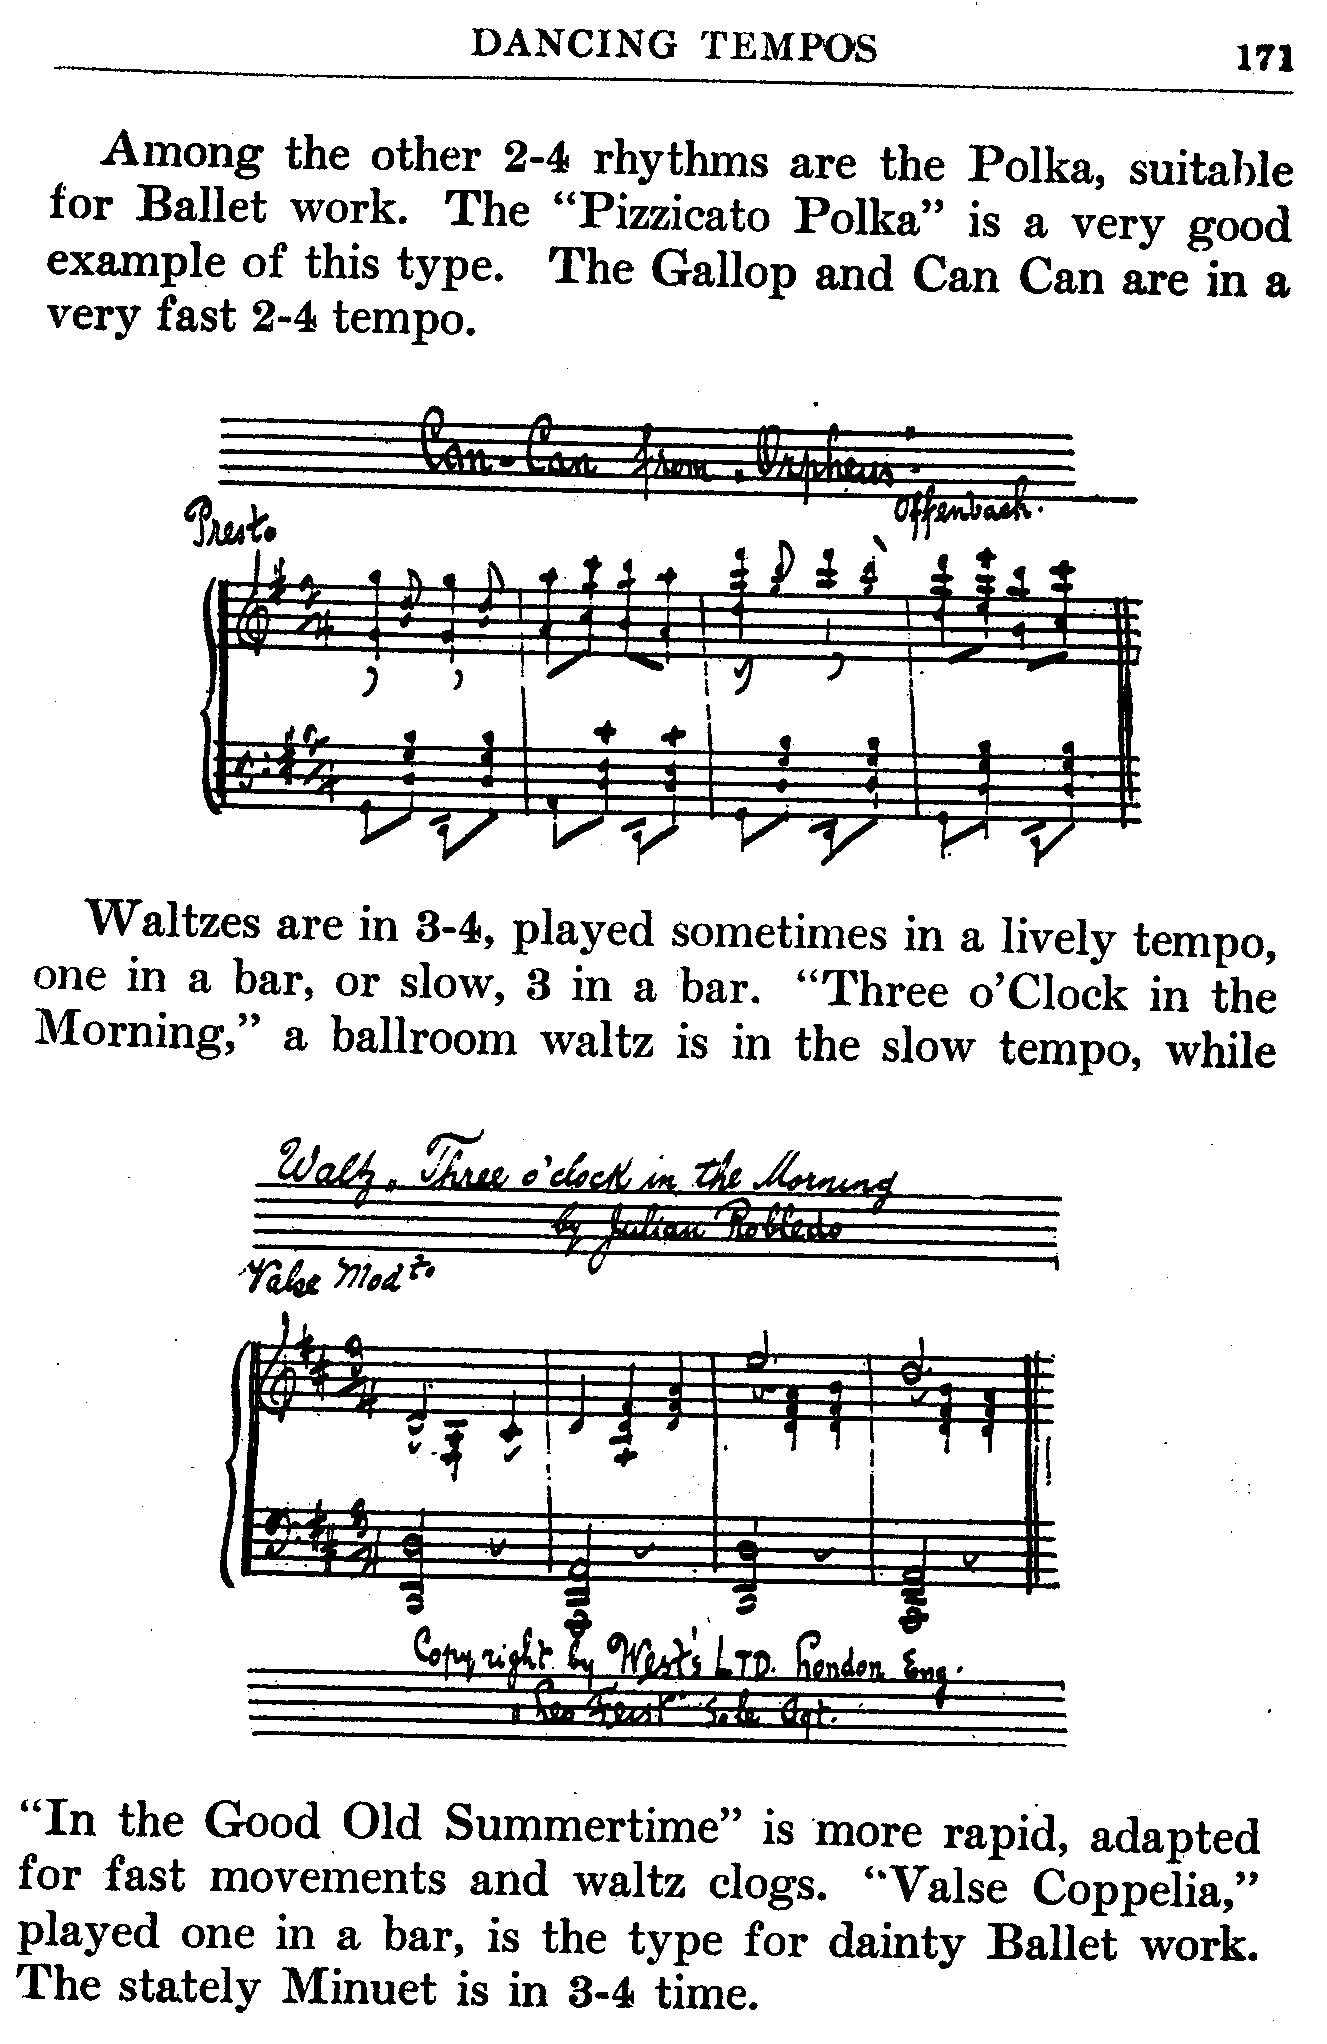 DANCING TEMPOS 171
Among the other 2-4 rhythms are the Polka, suitable
for Ballet work. The “Pizzicato Polka” is a very good
example of this type. The Gallop and Can Can are in a
very fast 2-4 tempo.
Can-Can from Orpheus
Offenbach.
Presto
Waltzes are in 3-4, played sometimes in a lively tempo,
one in a bar, or slow, 3 in a bar. “Three o’Clock in the
Morning,” a ballroom waltz is in the slow tempo, while
Waltz, Three o'clock in the Morning
by Julian Robledo
Valse Modto
Copyright by West's LTD. London Eng.
Leo Feist Sole Agt.
“In the Good Old Summertime” is more rapid, adapted
for fast movements and waltz clogs. “Valse Coppelia,”
played one in a bar, is the type for dainty Ballet work.
The stately Minuet is in 3-4 time.